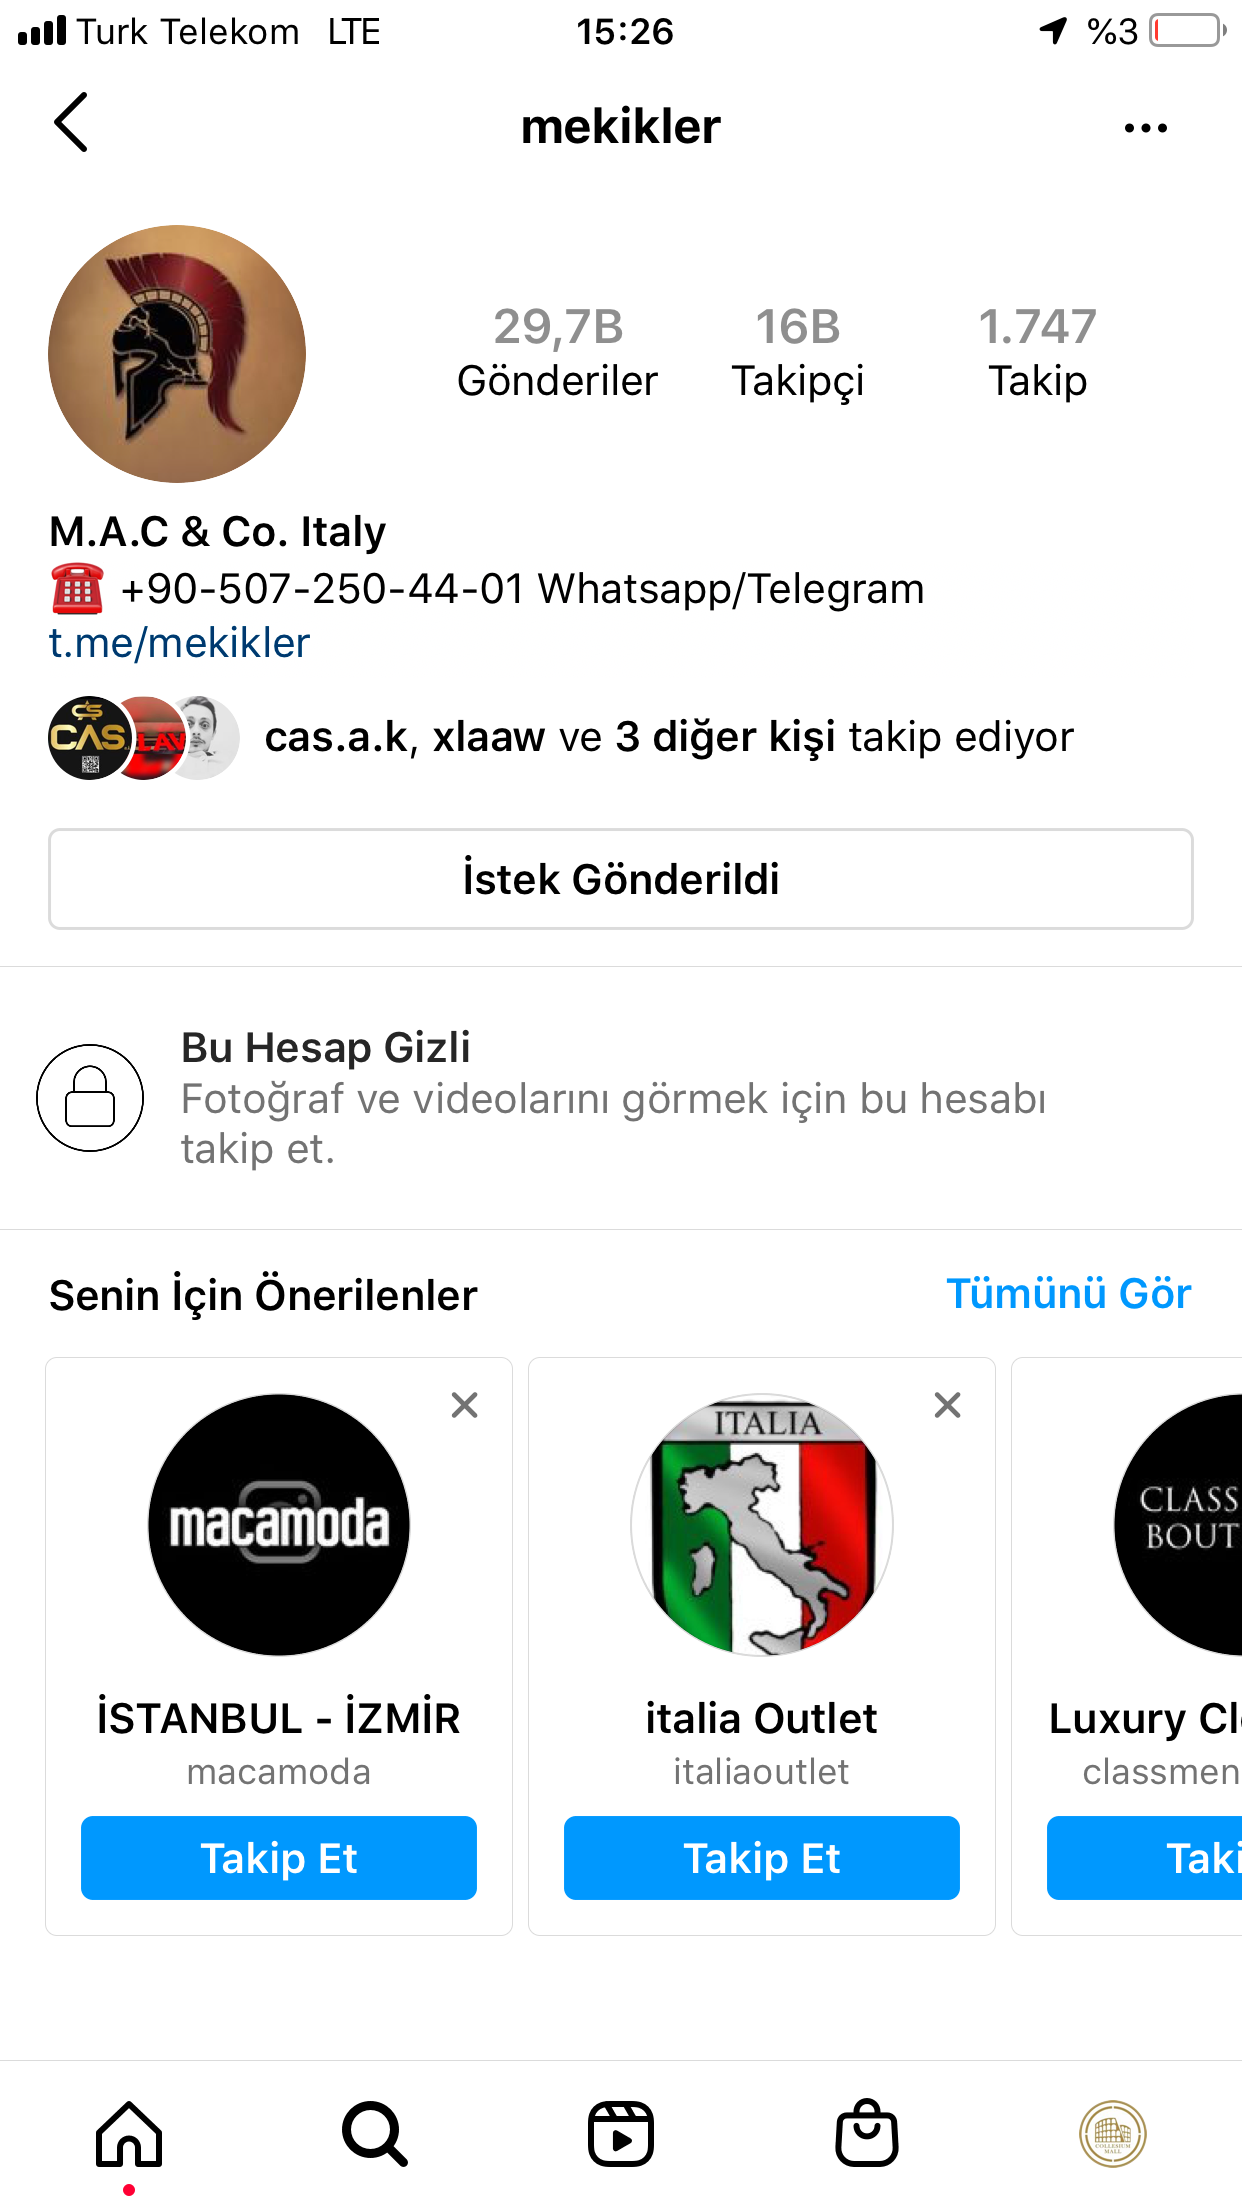 Turk Telekom LTE 15:26 %3
mekikler
29,7B 16B 1.747
Gönderiler Takipçi Takip
M.A.C & Co. Italy
☎️ +90-507-250-44-01 Whatsapp/Telegram
t.me/mekikler
CŞ
CAS
LAV
cas.a.k, xlaaw ve 3 diğer kişi takip ediyor
İstek Gönderildi
Bu Hesap Gizli
Fotoğraf ve videolarını görmek için bu hesabı
takip et.
Senin İçin Önerilenler Tümünü Gör
macamoda
İSTANBUL - İZMİR
macamoda
Takip Et
ITALIA
italia Outlet
italiaoutlet
Takip Et
CLASS
BOUT
Luxury Cl
classmen
Taki
COLLESIUM
MALL